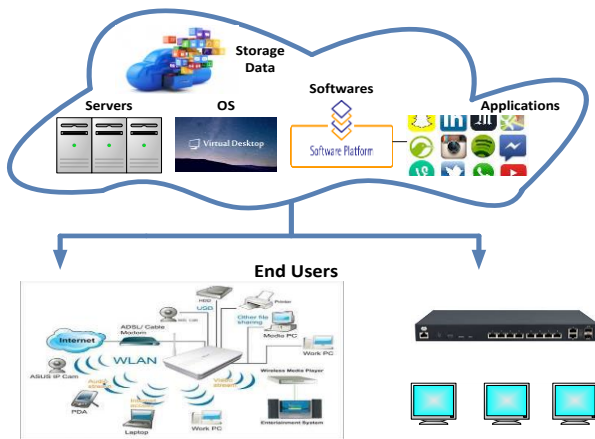 Storage
Data
Softwares
Servers
OS
Applications
Virtual Desktop
Software Platform
in
End Users
HDD
USB
Printer
Other file
sharing
ADSL/ Cable
Modem
Media PC
Internet
WLAN
Work PC
ASUS IP Cam
Wireless Media Player
PDA
Laptop
Work PC
Entertainment System